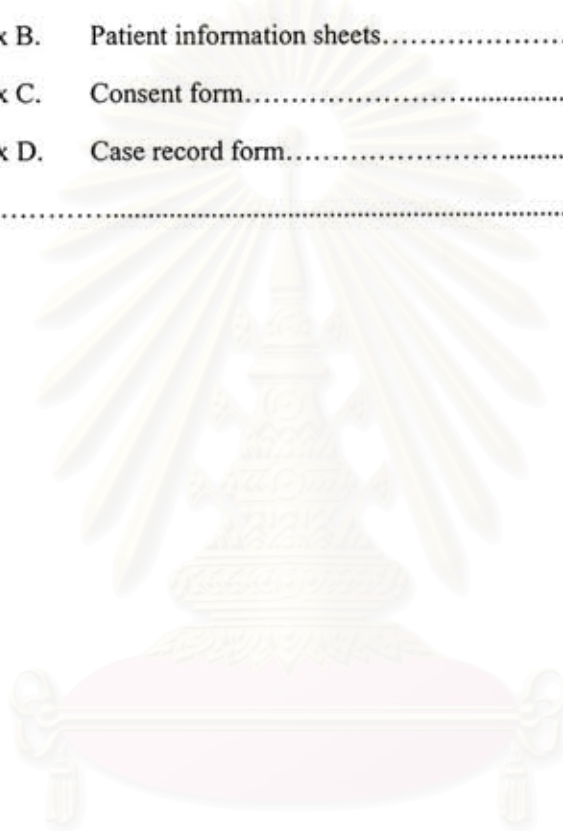 x B. Patient information sheets........................
x C. Consent form........................................
x D. Case record form....................................
........................................................................